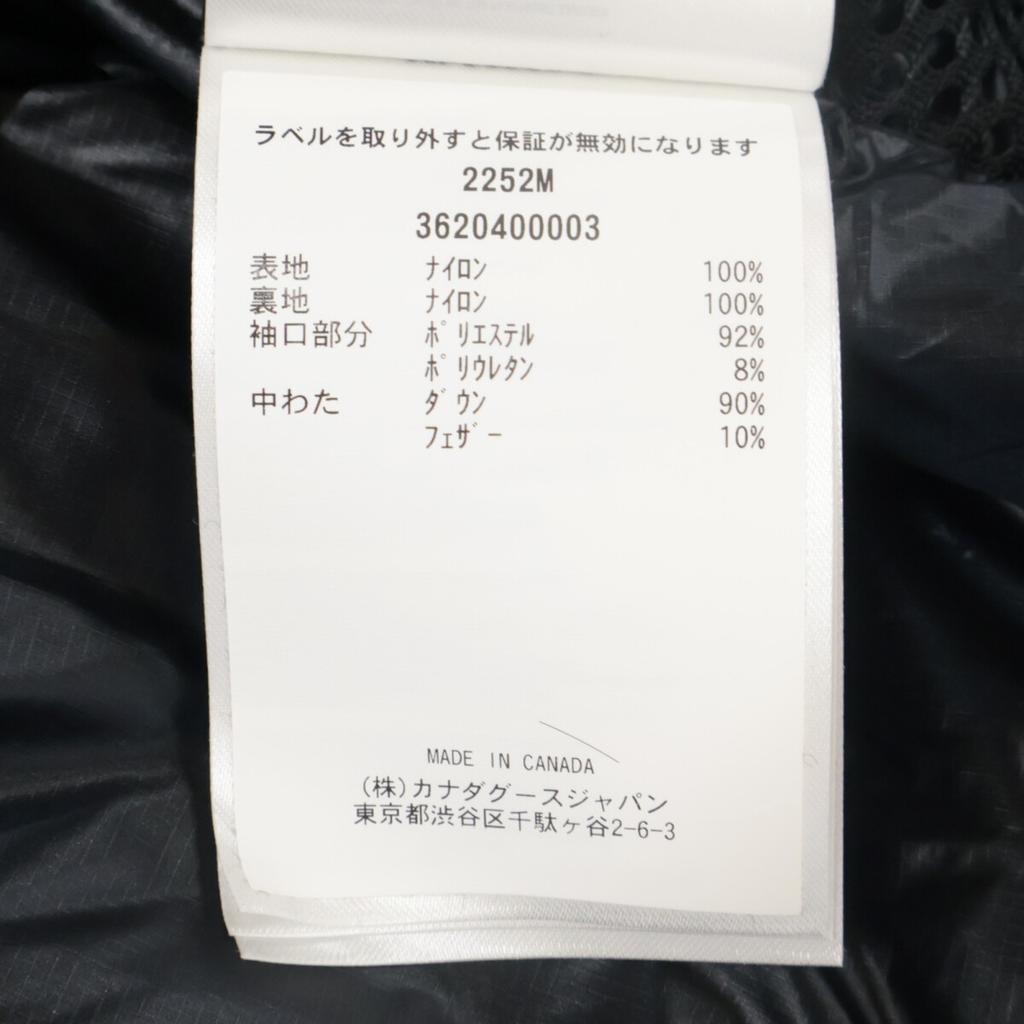 ラベルを取り外すと保証が無効になります
2252M
3620400003
表地 ﾅｲﾛﾝ 100%
裏地 ﾅｲﾛﾝ 100%
袖口部分 ﾎﾟﾘｴｽﾃﾙ 92%
ﾎﾟﾘｳﾚﾀﾝ 8%
中わた ﾀﾞｳﾝ 90%
ﾌｪｻﾞｰ 10%
MADE IN CANADA
(株)カナダグースジャパン
東京都渋谷区千駄ヶ谷2-6-3